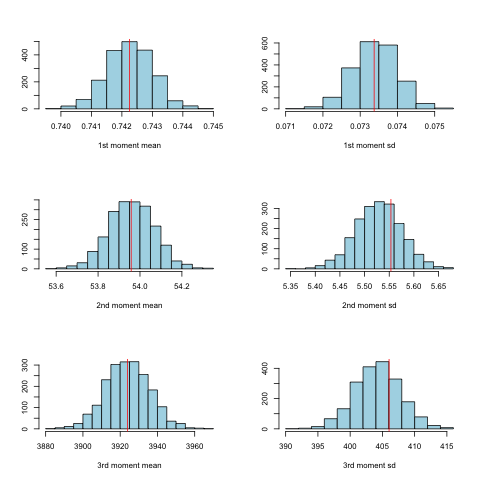 0 200 400
0.740 0.741 0.742 0.743 0.744 0.745
1st moment mean
0 200 400 600
0.071 0.072 0.073 0.074 0.075
1st moment sd
0 100 250
53.6 53.8 54.0 54.2
2nd moment mean
0 100 200 300
5.35 5.40 5.45 5.50 5.55 5.60 5.65
2nd moment sd
0 100 200 300
3880 3900 3920 3940 3960
3rd moment mean
0 200 400
390 395 400 405 410 415
3rd moment sd